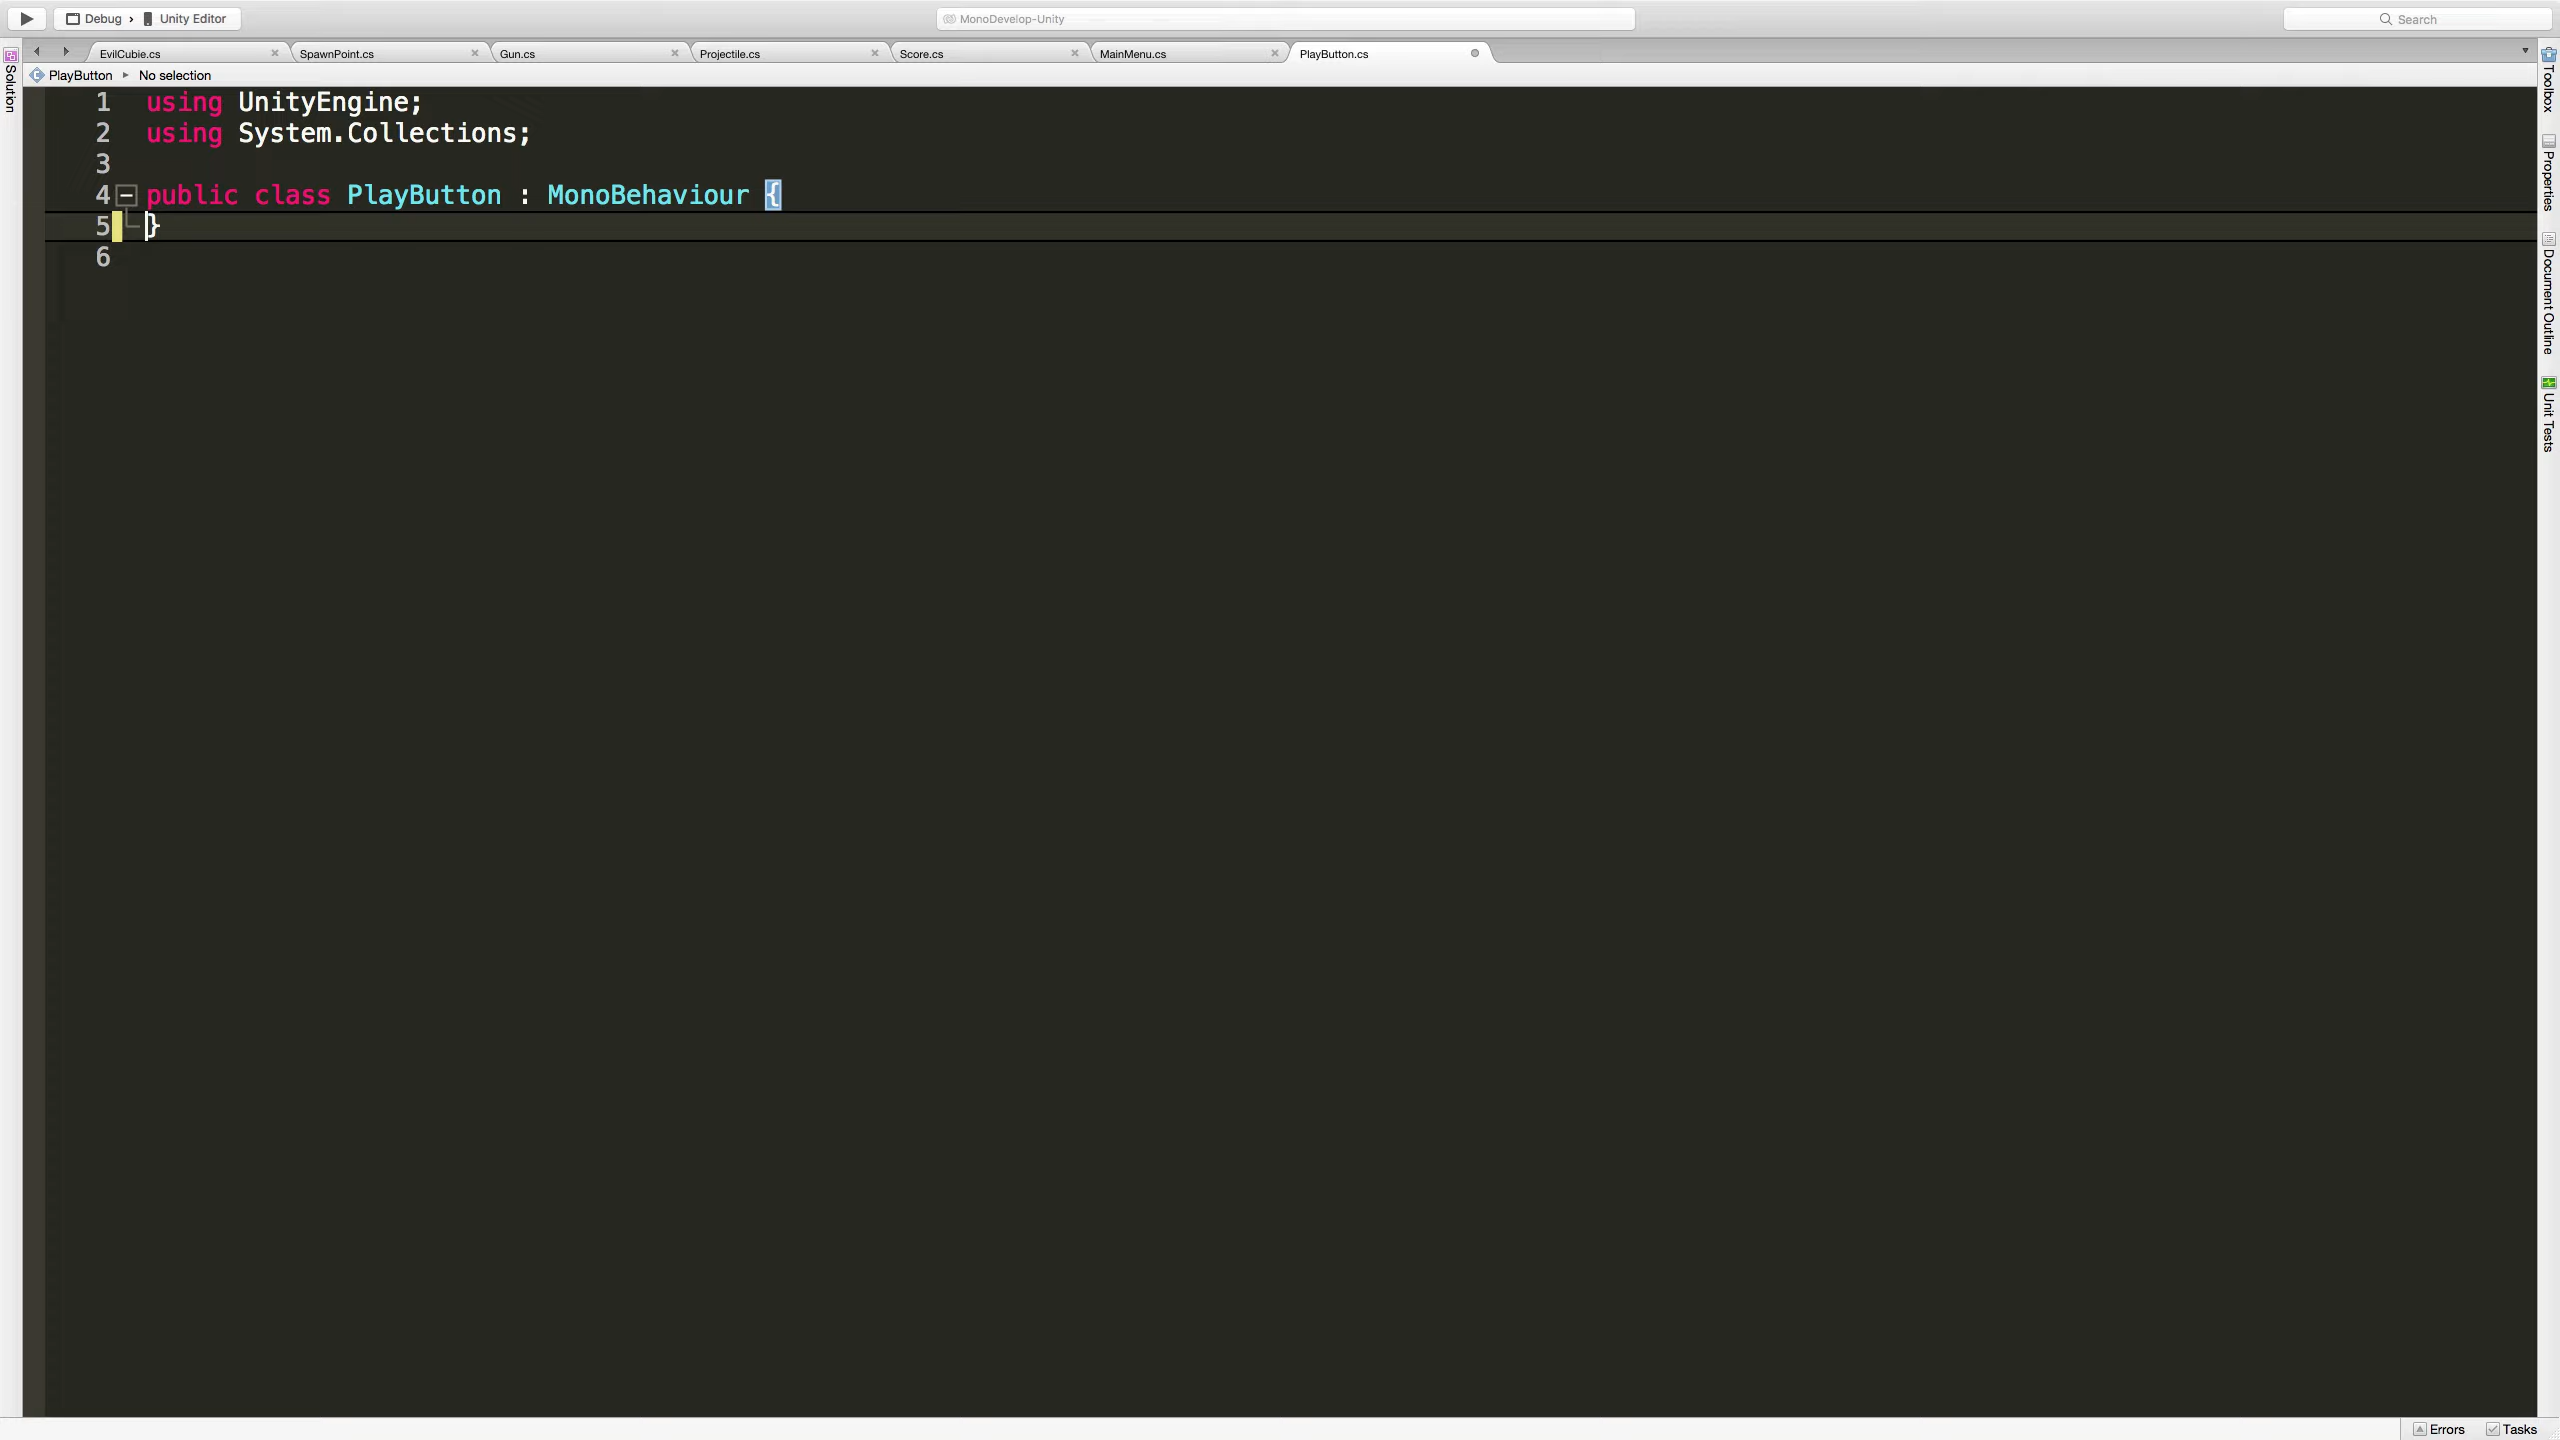 Debug › Unity Editor
MonoDevelop-Unity
Search
EvilCubie.cs
SpawnPoint.cs
Gun.cs
Projectile.cs
Score.cs
MainMenu.cs
PlayButton.cs
PlayButton ▸ No selection
Solution
1 using UnityEngine;
2 using System.Collections;
3
4 public class PlayButton : MonoBehaviour {
5 }
6
Toolbox
Properties
Document Outline
Unit Tests
Errors
Tasks